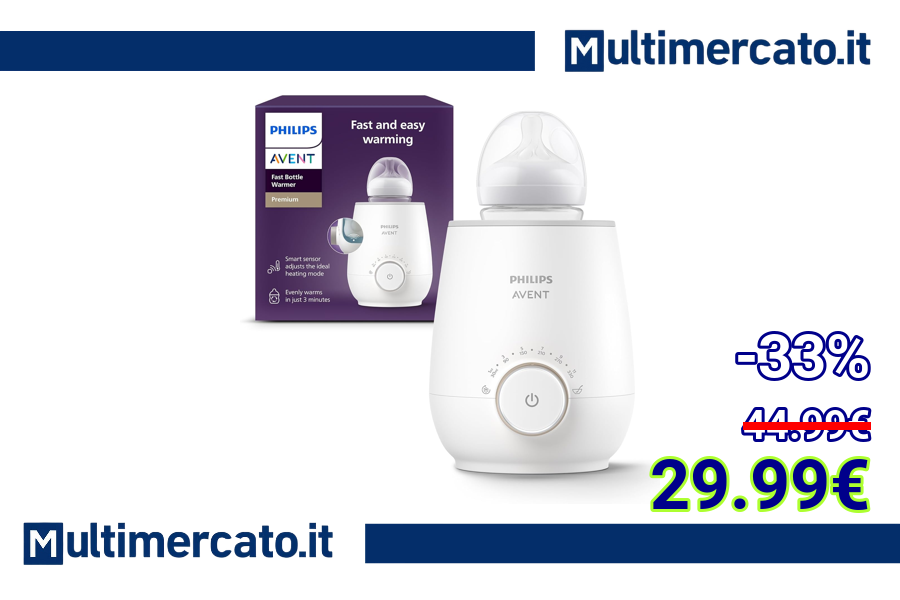 Multimercato.it
PHILIPS
AVENT
Fast Bottle
Warmer
Premium
Fast and easy
warming
PHILIPS
AVENT
Smart sensor
adjusts the ideal
heating mode
Evenly warms
in just 3 minutes
PHILIPS
AVENT
-33%
44.99€
29.99€
Multimercato.it